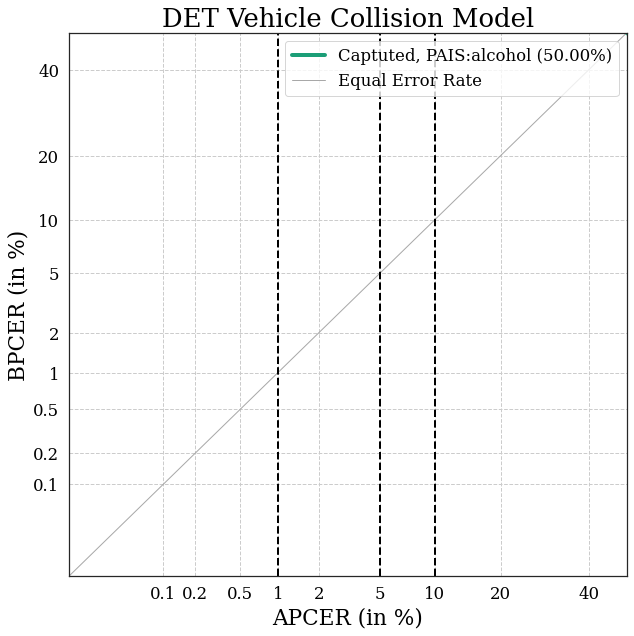 DET Vehicle Collision Model
Captuted, PAIS:alcohol (50.00%)
Equal Error Rate
BPCER (in %)
40
20
10
5
2
1
0.5
0.2
0.1
0.1 0.2 0.5 1 2 5 10 20 40
APCER (in %)